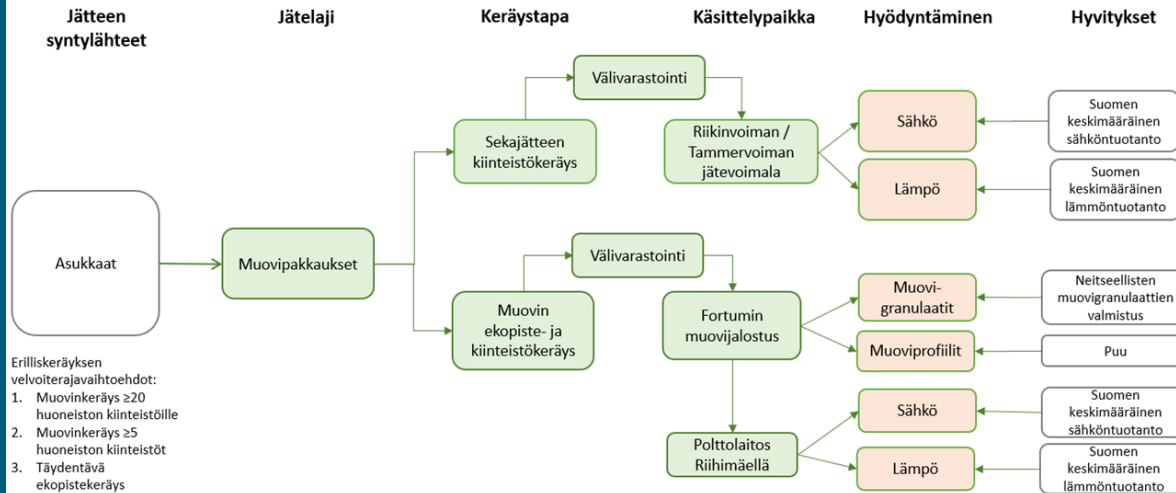 Jätteen
syntylähteet
Jätelaji
Keräystapa
Käsittelypaikka
Hyödyntäminen
Hyvitykset
Asukkaat
Muovipakkaukset
Sekajätteen
kiinteistökeräys
Välivarastointi
Riikinvoiman /
Tammervoiman
jätevoimala
Sähkö
Suomen
keskimääräinen
sähköntuotanto
Lämpö
Suomen
keskimääräinen
lämmöntuotanto
Muovin
ekopiste- ja
kiinteistökeräys
Välivarastointi
Fortumin
muovijalostus
Muovi-
granulaatit
Neitseellisten
muovigranulaattien
valmistus
Muoviprofiilit
Puu
Polttolaitos
Riihimäellä
Sähkö
Suomen
keskimääräinen
sähköntuotanto
Lämpö
Suomen
keskimääräinen
lämmöntuotanto
Erilliskeräyksen
velvoiterajavaihtoehdot:
1. Muovinkeräys ≥20
huoneiston kiinteistöille
2. Muovinkeräys ≥5
huoneiston kiinteistöt
3. Täydentävä
ekopistekeräys